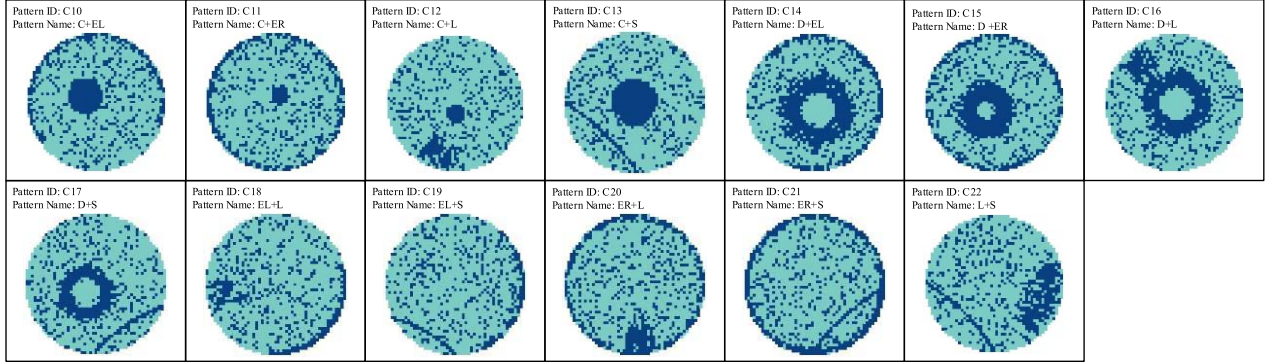 Pattern ID: C10
Pattern Name: C+EL
Pattern ID: C11
Pattern Name: C+ER
Pattern ID: C12
Pattern Name: C+L
Pattern ID: C13
Pattern Name: C+S
Pattern ID: C14
Pattern Name: D+EL
Pattern ID: C15
Pattern Name: D+ER
Pattern ID: C16
Pattern Name: D+L
Pattern ID: C17
Pattern Name: D+S
Pattern ID: C18
Pattern Name: EL+L
Pattern ID: C19
Pattern Name: EL+S
Pattern ID: C20
Pattern Name: ER+L
Pattern ID: C21
Pattern Name: ER+S
Pattern ID: C22
Pattern Name: L+S